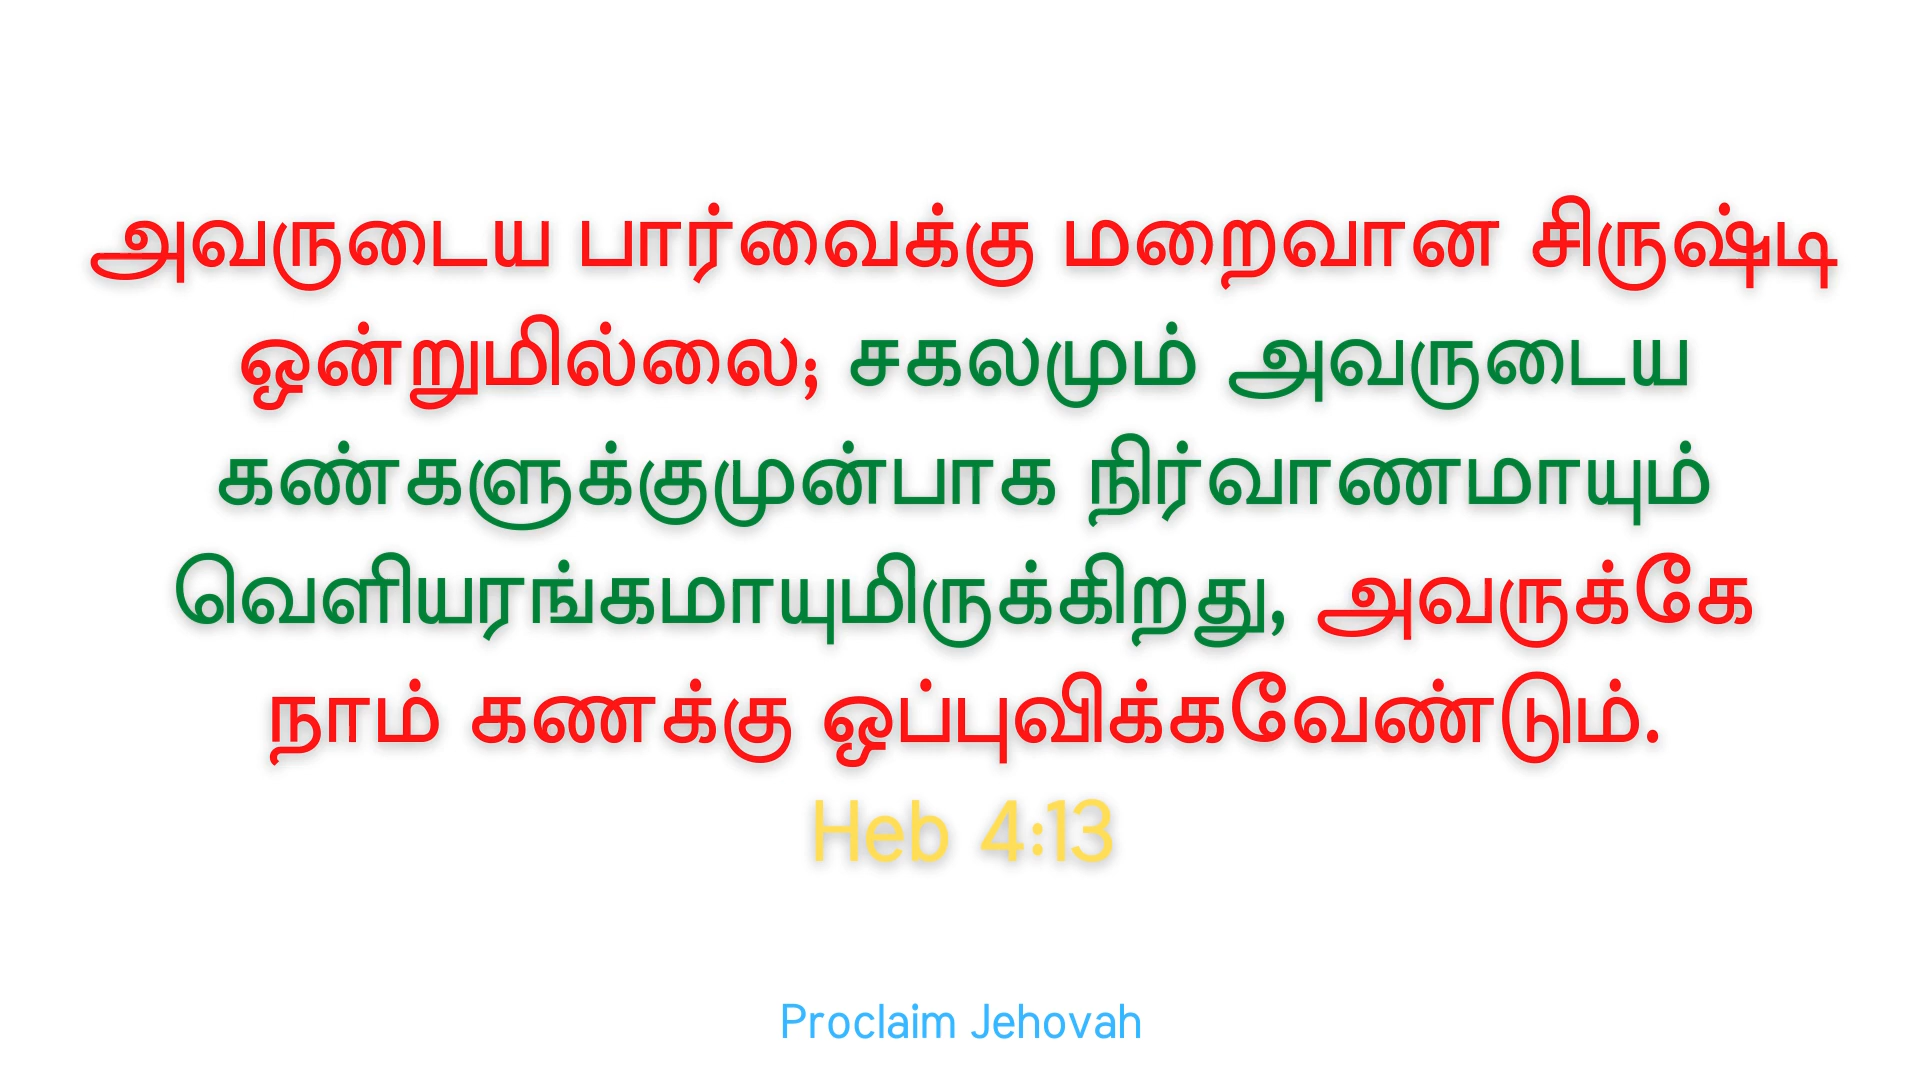 அவருடைய பார்வைக்கு மறைவான சிருஷ்டி
ஒன்றுமில்லை; சகலமும் அவருடைய
கண்களுக்குமுன்பாக நிர்வாணமாயும்
வெளியரங்கமாயுமிருக்கிறது, அவருக்கே
நாம் கணக்கு ஒப்புவிக்கவேண்டும்.
Heb 4:13
Proclaim Jehovah